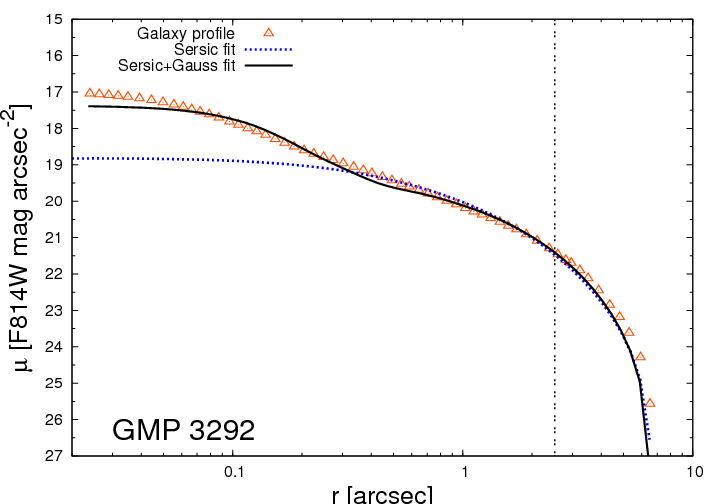 15
16
17
18
19
20
21
22
23
24
25
26
27
μ [F814W mag arcsec-2]
Galaxy profile
Sersic fit
Sersic+Gauss fit
GMP 3292
0.1 1 10
r [arcsec]